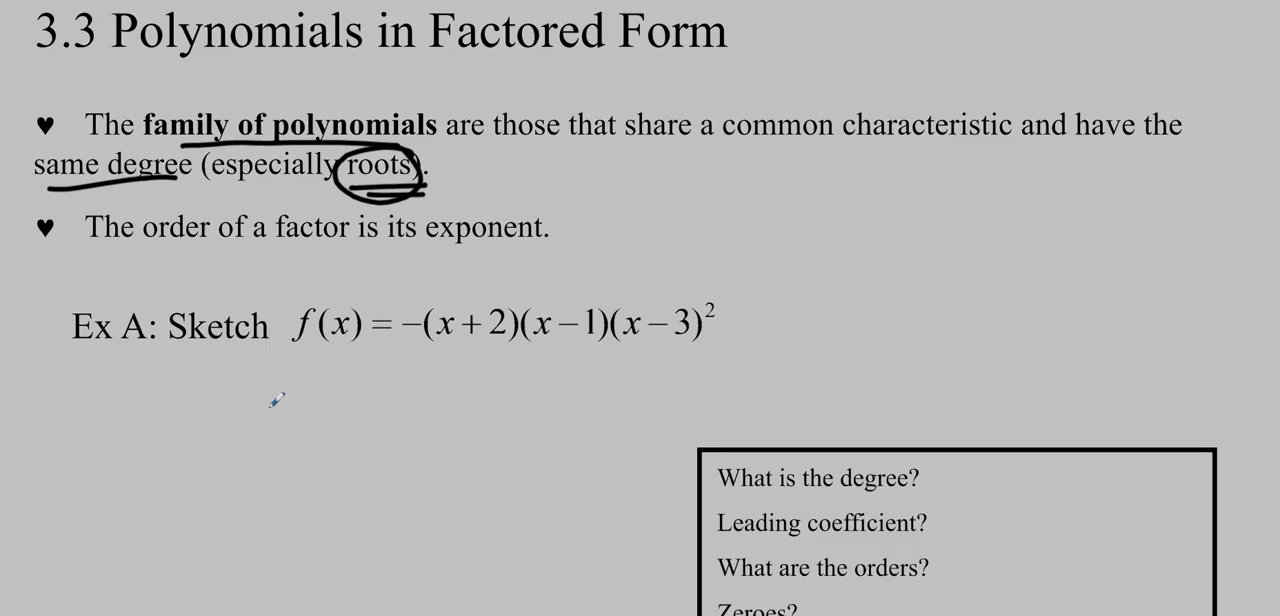 3.3 Polynomials in Factored Form
♥ The family of polynomials are those that share a common characteristic and have the
same degree (especially roots).
♥ The order of a factor is its exponent.
Ex A: Sketch f(x) = −(x + 2)(x − 1)(x − 3)²
What is the degree?
Leading coefficient?
What are the orders?
Zeroes?